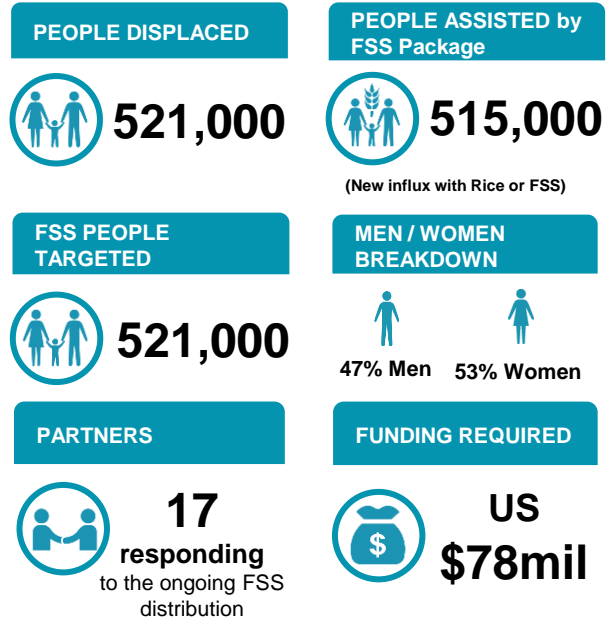 PEOPLE DISPLACED
521,000
PEOPLE ASSISTED by
FSS Package
515,000
(New influx with Rice or FSS)
FSS PEOPLE
TARGETED
521,000
MEN / WOMEN
BREAKDOWN
47% Men
53% Women
PARTNERS
17
responding
to the ongoing FSS
distribution
FUNDING REQUIRED
$
US
$78mil